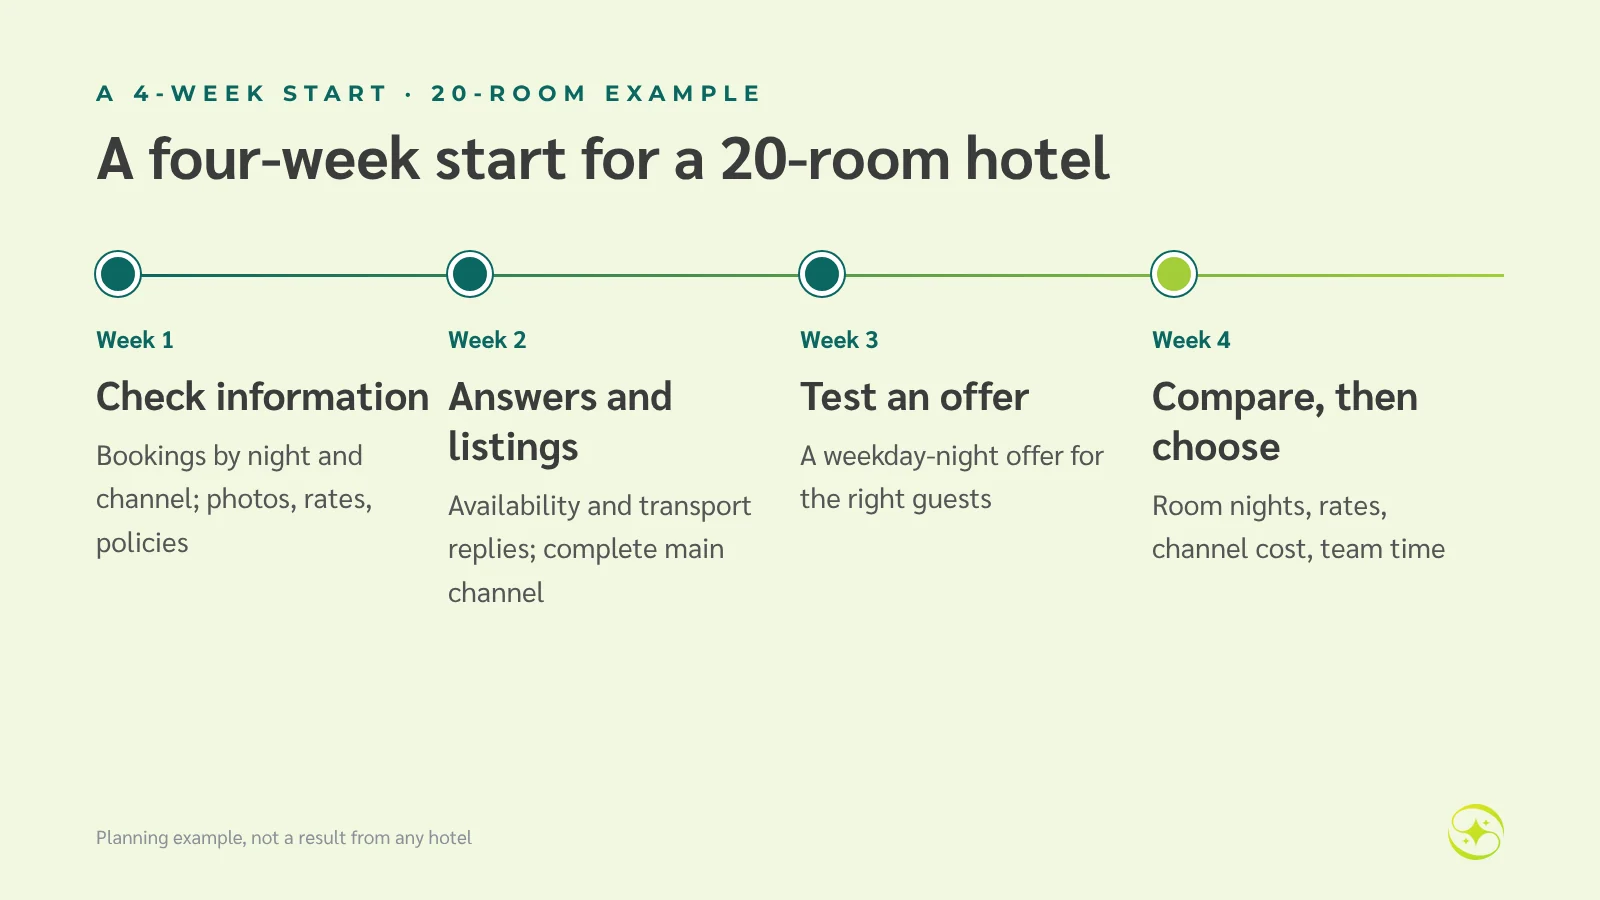 A 4-WEEK START · 20-ROOM EXAMPLE
A four-week start for a 20-room hotel
Week 1
Check information
Bookings by night and
channel; photos, rates,
policies
Week 2
Answers and
listings
Availability and transport
replies; complete main
channel
Week 3
Test an offer
A weekday-night offer for
the right guests
Week 4
Compare, then
choose
Room nights, rates,
channel cost, team time
Planning example, not a result from any hotel